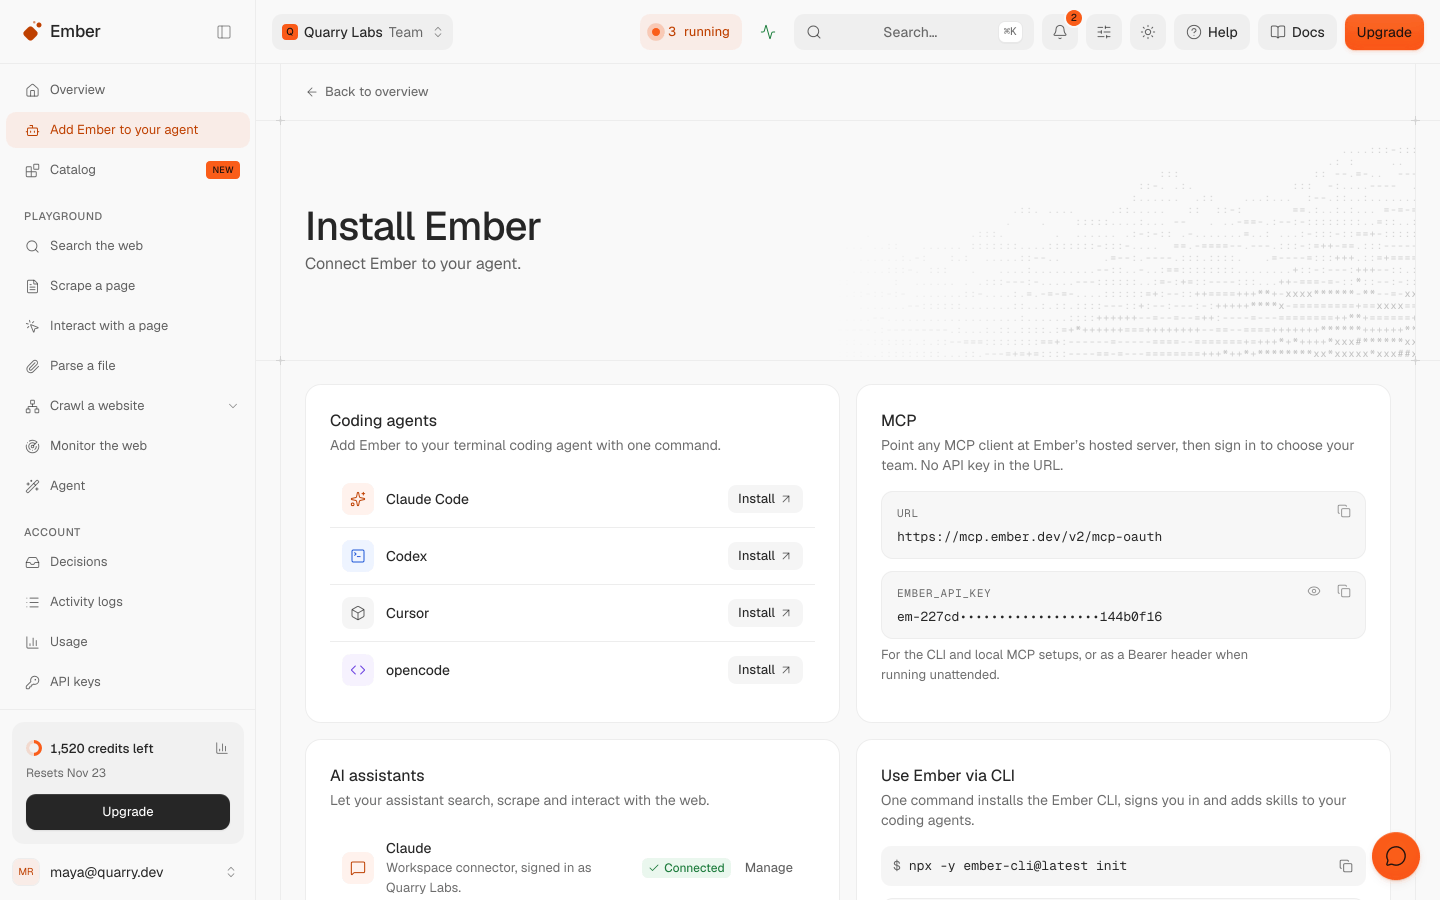 Ember
Quarry Labs Team
3 running
Search...
⌘K
2
Help
Docs
Upgrade
Overview
Add Ember to your agent
Catalog
NEW
PLAYGROUND
Search the web
Scrape a page
Interact with a page
Parse a file
Crawl a website
Monitor the web
Agent
ACCOUNT
Decisions
Activity logs
Usage
API keys
1,520 credits left
Resets Nov 23
Upgrade
MR
maya@quarry.dev
Back to overview
Install Ember
Connect Ember to your agent.
Coding agents
Add Ember to your terminal coding agent with one command.
Claude Code
Install
Codex
Install
Cursor
Install
opencode
Install
MCP
Point any MCP client at Ember's hosted server, then sign in to choose your
team. No API key in the URL.
URL
https://mcp.ember.dev/v2/mcp-oauth
EMBER_API_KEY
em-227cd••••••••••••••••••144b0f16
For the CLI and local MCP setups, or as a Bearer header when
running unattended.
AI assistants
Let your assistant search, scrape and interact with the web.
Claude
Workspace connector, signed in as
Quarry Labs.
Connected
Manage
Use Ember via CLI
One command installs the Ember CLI, signs you in and adds skills to your
coding agents.
$ npx -y ember-cli@latest init